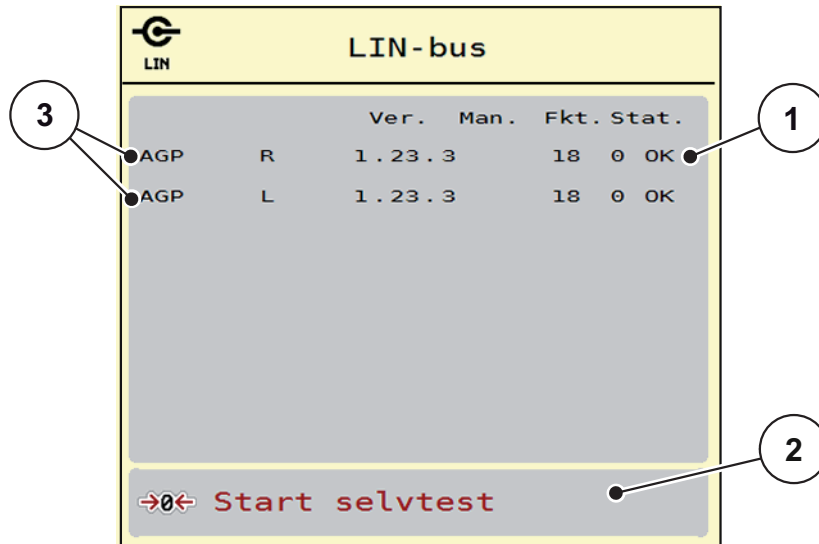 LIN
LIN-bus
Ver. Man. Fkt. Stat.
AGP R 1.23.3 18 0 OK
AGP L 1.23.3 18 0 OK
→0← Start selvtest
3
1
2